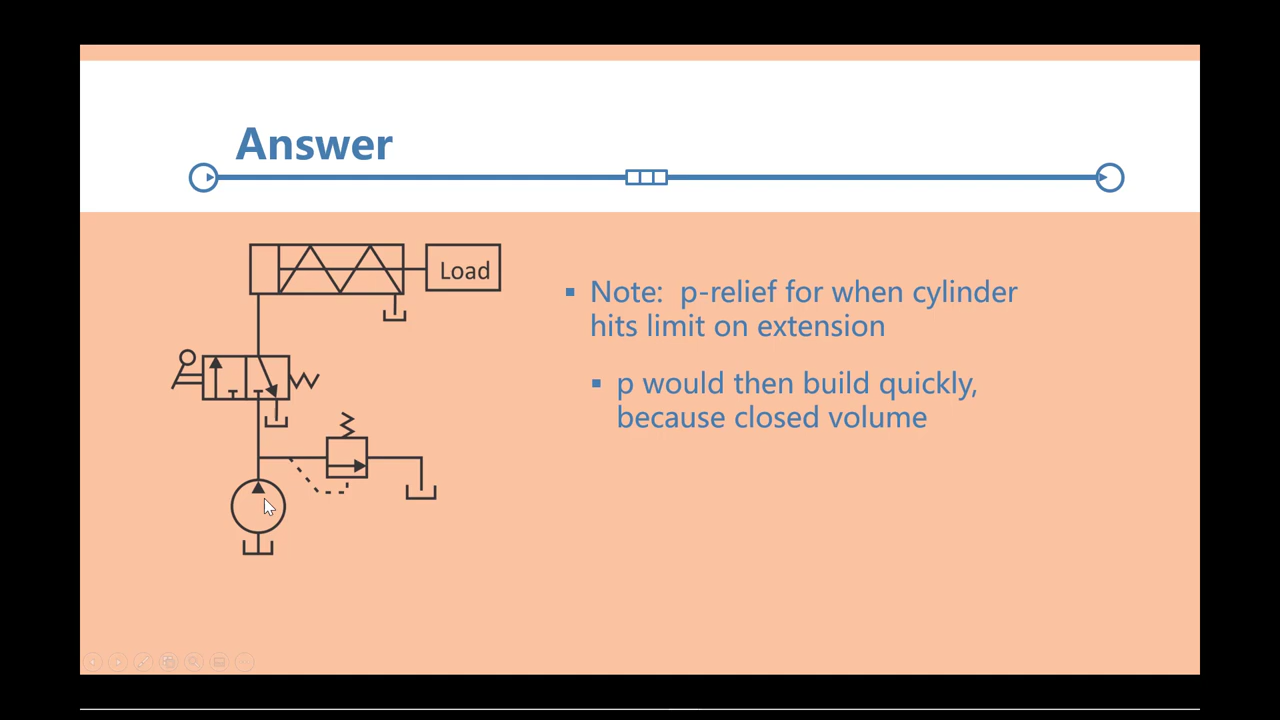 Answer
Load
Note:  p-relief for when cylinder
hits limit on extension
p would then build quickly,
because closed volume